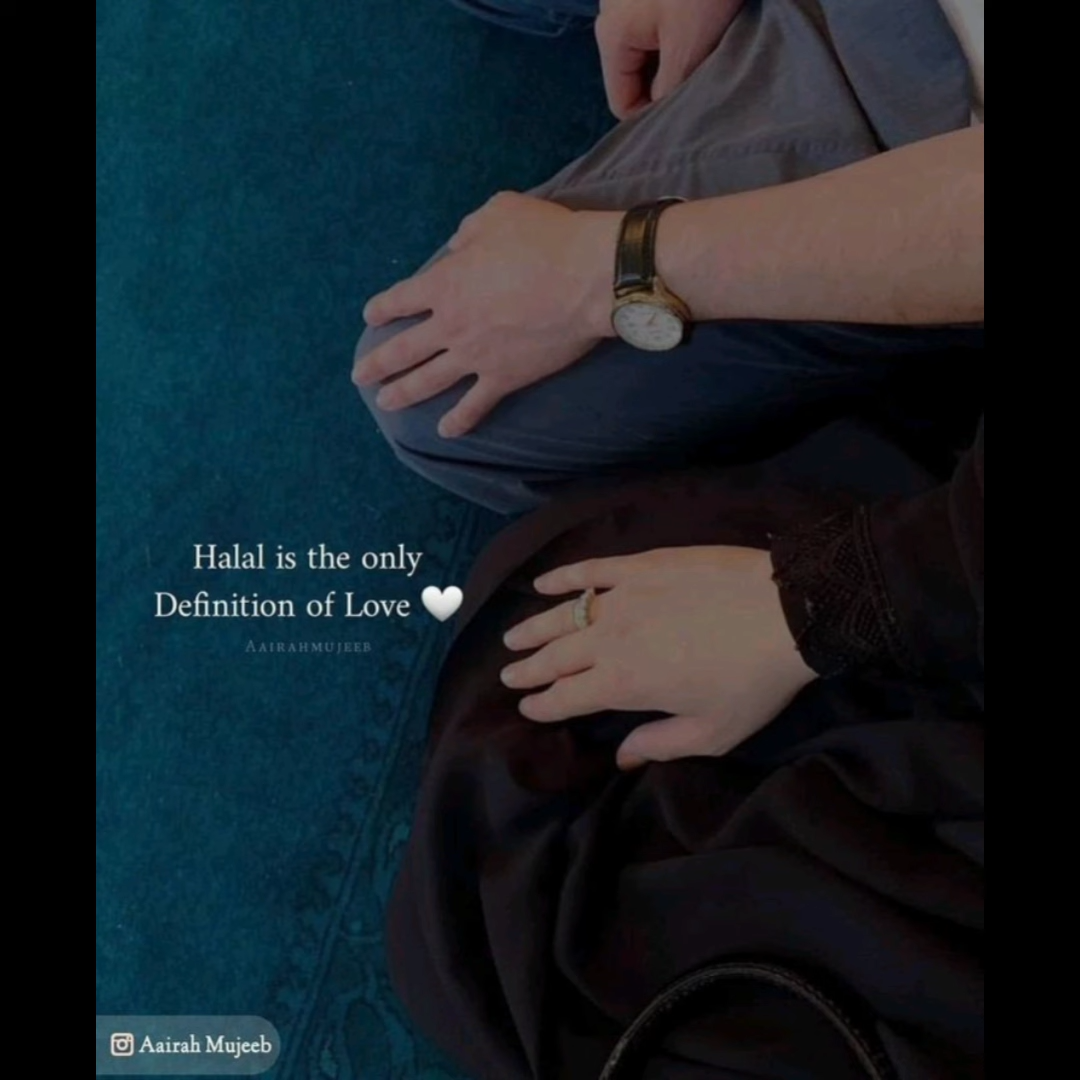 Halal is the only
Definition of Love 🤍
AAIRAHMUJEEB
Aairah Mujeeb